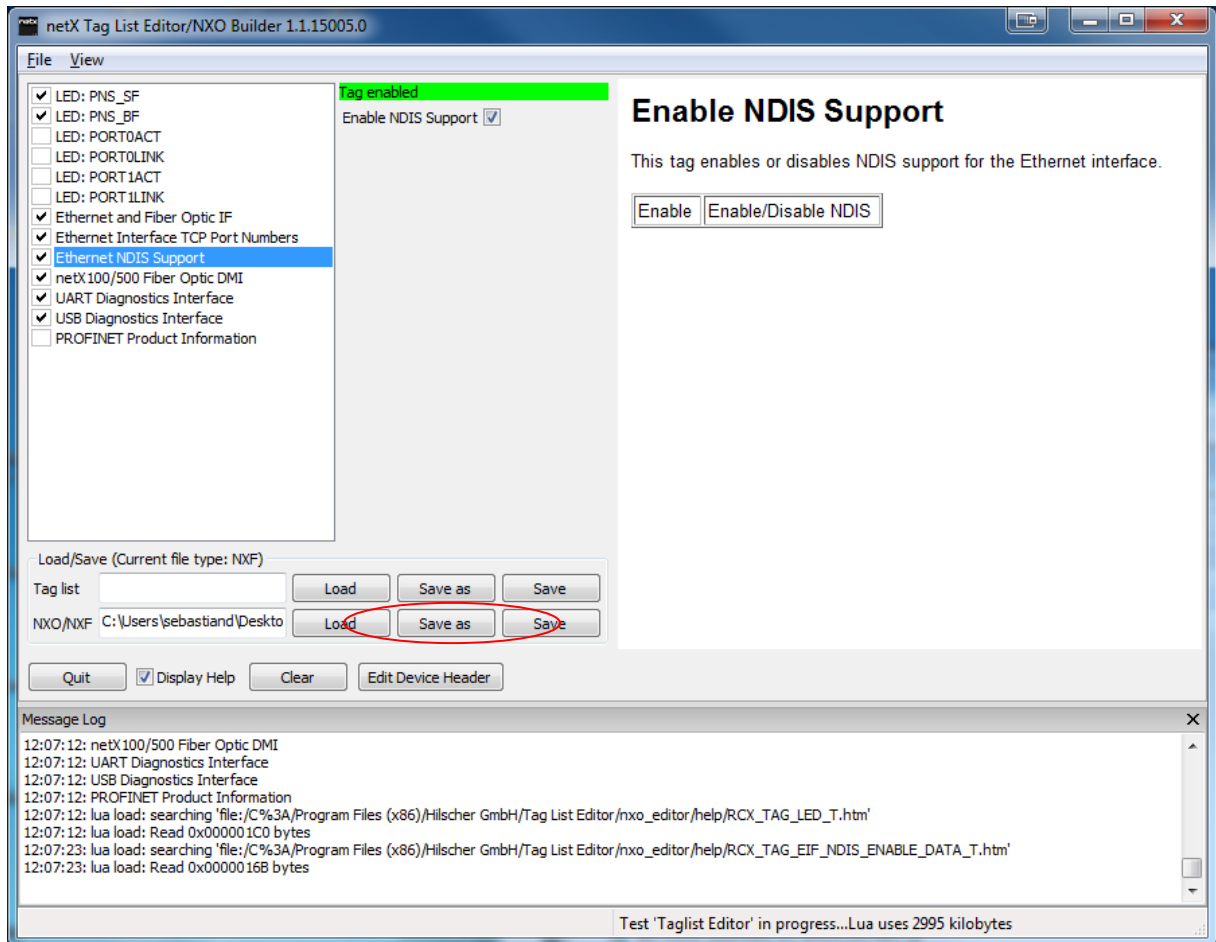 netX Tag List Editor/NXO Builder 1.1.15005.0
File View
LED: PNS_SF
LED: PNS_BF
LED: PORT0ACT
LED: PORT0LINK
LED: PORT1ACT
LED: PORT1LINK
Ethernet and Fiber Optic IF
Ethernet Interface TCP Port Numbers
Ethernet NDIS Support
netX100/500 Fiber Optic DMI
UART Diagnostics Interface
USB Diagnostics Interface
PROFINET Product Information
Tag enabled
Enable NDIS Support
Enable NDIS Support
This tag enables or disables NDIS support for the Ethernet interface.
Enable Enable/Disable NDIS
Load/Save (Current file type: NXF)
Tag list Load Save as Save
NXO/NXF C:\Users\sebastiand\Deskto Load Save as Save
Quit Display Help Clear Edit Device Header
Message Log
12:07:12: netX100/500 Fiber Optic DMI
12:07:12: UART Diagnostics Interface
12:07:12: USB Diagnostics Interface
12:07:12: PROFINET Product Information
12:07:12: lua load: searching 'file:/C%3A/Program Files (x86)/Hilscher GmbH/Tag List Editor/nxo_editor/help/RCX_TAG_LED_T.htm'
12:07:12: lua load: Read 0x000001C0 bytes
12:07:23: lua load: searching 'file:/C%3A/Program Files (x86)/Hilscher GmbH/Tag List Editor/nxo_editor/help/RCX_TAG_EIF_NDIS_ENABLE_DATA_T.htm'
12:07:23: lua load: Read 0x0000016B bytes
Test 'Taglist Editor' in progress...Lua uses 2995 kilobytes